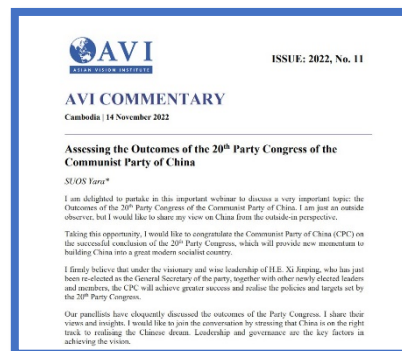 AVI
ASIAN VISION INSTITUTE
ISSUE: 2022, No. 11
AVI COMMENTARY
Cambodia | 14 November 2022
Assessing the Outcomes of the 20th Party Congress of the
Communist Party of China
SUOS Yara*
I am delighted to partake in this important webinar to discuss a very important topic: the
Outcomes of the 20th Party Congress of the Communist Party of China. I am just an outside
observer, but I would like to share my view on China from the outside-in perspective.
Taking this opportunity, I would like to congratulate the Communist Party of China (CPC) on
the successful conclusion of the 20th Party Congress, which will provide new momentum to
building China into a great modern socialist country.
I firmly believe that under the visionary and wise leadership of H.E. Xi Jinping, who has just
been re-elected as the General Secretary of the party, together with other newly elected leaders
and members, the CPC will achieve greater success and realise the policies and targets set by
the 20th Party Congress.
Our panellists have eloquently discussed the outcomes of the Party Congress. I share their
views and insights. I would like to join the conversation by stressing that China is on the right
track to realising the Chinese dream. Leadership and governance are the key factors in
achieving the vision.